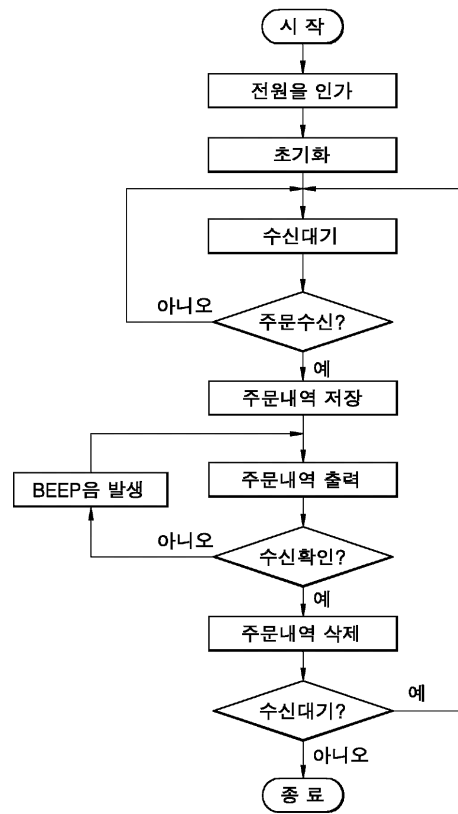 시 작
전원을 인가
초기화
수신대기
아니오
주문수신?
예
주문내역 저장
BEEP음 발생
주문내역 출력
아니오
수신확인?
예
주문내역 삭제
수신대기?
예
아니오
종 료